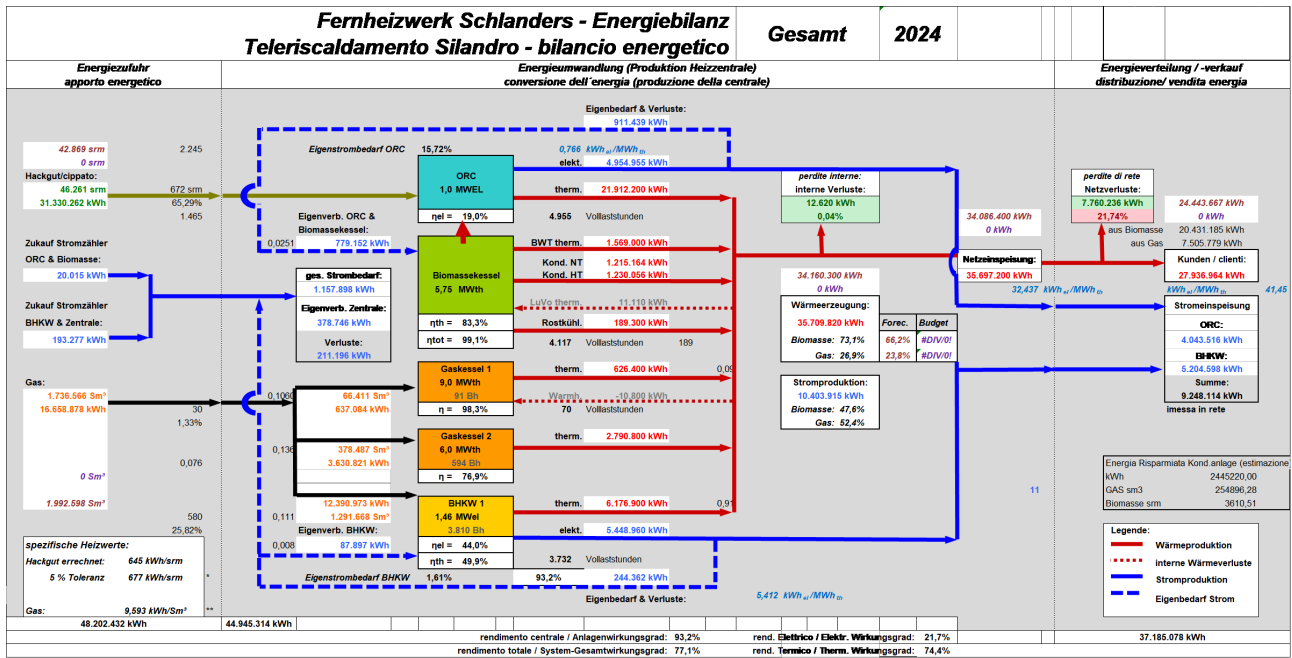 Fernheizwerk Schlanders - Energiebilanz
Teleriscaldamento Silandro - bilancio energetico
Gesamt
2024
Energiezufuhr
apporto energetico
Energieumwandlung (Produktion Heizzentrale)
conversione dell´energia (produzione della centrale)
Energieverteilung / -verkauf
distribuzione/ vendita energia
Eigenbedarf & Verluste:
911.439 kWh
42.869 srm 2.245
0 srm
Hackgut/cippato:
46.261 srm 672 srm
31.330.262 kWh 65,29%
1.465
Zukauf Stromzähler
ORC & Biomasse:
20.015 kWh
Zukauf Stromzähler
BHKW & Zentrale:
193.277 kWh
Gas:
1.736.566 Sm³
16.658.878 kWh 30
1,33%
0,076
0 Sm³
1.992.598 Sm³
580
25,82%
spezifische Heizwerte:
Hackgut errechnet: 645 kWh/srm
5 % Toleranz 677 kWh/srm *
Gas: 9,593 kWh/Sm³ **
48.202.432 kWh
44.945.314 kWh
Eigenstrombedarf ORC 15,72%
0,766 kWh el /MWh th
elekt. 4.954.955 kWh
ORC
1,0 MWEL
therm. 21.912.200 kWh
ηel = 19,0%
4.955 Vollaststunden
Eigenverb. ORC &
Biomassekessel:
0,0251 779.152 kWh
BWT therm. 1.569.000 kWh
Kond. NT 1.215.164 kWh
Kond. HT 1.230.056 kWh
Biomassekessel
5,75 MWth
LuVo therm. 11.110 kWh
Rostkühl. 189.300 kWh
ηth = 83,3%
ηtot = 99,1%
4.117 Vollaststunden 189
ges. Strombedarf:
1.157.898 kWh
Eigenverb. Zentrale:
378.746 kWh
Verluste:
211.196 kWh
Gaskessel 1
9,0 MWth
91 Bh
η = 98,3%
therm. 626.400 kWh 0,09
Warmh. -10.800 kWh
70 Vollaststunden
0,1060 66.411 Sm³
637.084 kWh
Gaskessel 2
6,0 MWth
594 Bh
η = 76,9%
therm. 2.790.800 kWh
0,136 378.487 Sm³
3.630.821 kWh
BHKW 1
1,46 MWel
3.810 Bh
ηel = 44,0%
ηth = 49,9%
12.390.973 kWh
0,111 1.291.668 Sm³
therm. 6.176.900 kWh 0,91
elekt. 5.448.960 kWh
Eigenverb. BHKW:
0,008 87.897 kWh
3.732 Vollaststunden
Eigenstrombedarf BHKW 1,61% 93,2% 244.362 kWh
Eigenbedarf & Verluste:
5,412 kWh el /MWh th
perdite interne:
interne Verluste:
12.620 kWh
0,04%
34.160.300 kWh
0 kWh
Wärmeerzeugung:
35.709.820 kWh
Biomasse: 73,1%
Gas: 26,9%
Forec. Budget
66,2% #DIV/0!
23,8% #DIV/0!
Stromproduktion:
10.403.915 kWh
Biomasse: 47,6%
Gas: 52,4%
34.086.400 kWh
0 kWh
Netzeinspeisung:
35.697.200 kWh
32,437 kWh el /MWh th
perdite di rete
Netzverluste:
7.760.236 kWh
21,74%
24.443.667 kWh
0 kWh
aus Biomasse 20.431.185 kWh
aus Gas 7.505.779 kWh
Kunden / clienti:
27.936.964 kWh
kWh el /MWh th 41,45
Stromeinspeisung
ORC:
4.043.516 kWh
BHKW:
5.204.598 kWh
Summe:
9.248.114 kWh
imessa in rete
11
Energia Risparmiata Kond.anlage (estimazione
kWh 2445220,00
GAS sm3 254896,28
Biomasse srm 3610,51
Legende:
Wärmeproduktion
interne Wärmeverluste
Stromproduktion
Eigenbedarf Strom
rendimento centrale / Anlagenwirkungsgrad: 93,2%
rend. Elettrico / Elektr. Wirkungsgrad: 21,7%
37.185.078 kWh
rendimento totale / System-Gesamtwirkungsgrad: 77,1%
rend. Termico / Therm. Wirkungsgrad: 74,4%